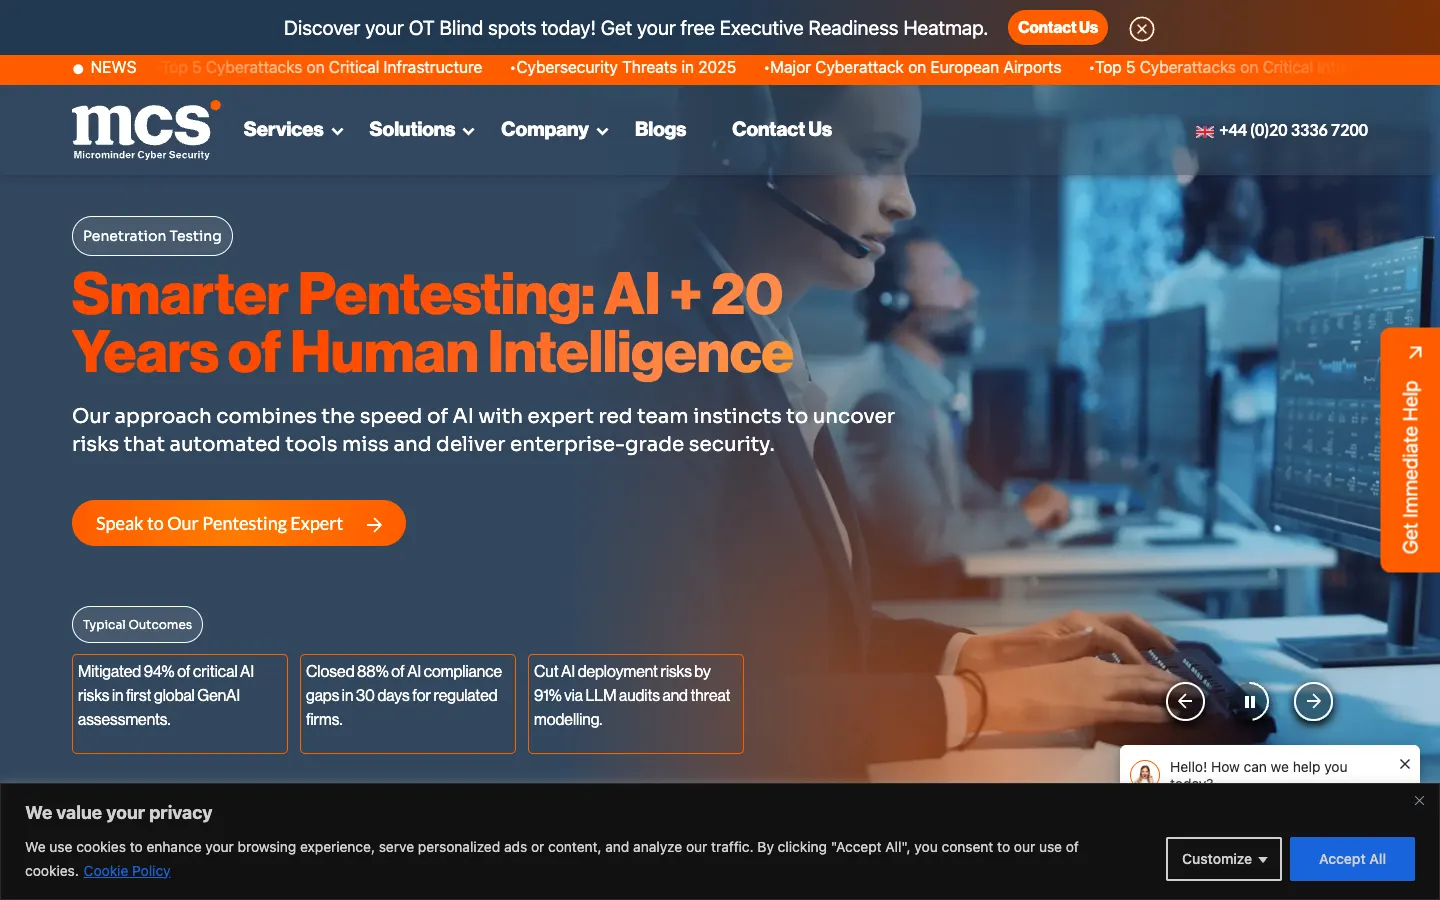 Discover your OT Blind spots today! Get your free Executive Readiness Heatmap.
Contact Us
NEWS
Top 5 Cyberattacks on Critical Infrastructure
•Cybersecurity Threats in 2025
•Major Cyberattack on European Airports
•Top 5 Cyberattacks on Critical
mcs
Microminder Cyber Security
Services
Solutions
Company
Blogs
Contact Us
+44 (0)20 3336 7200
Penetration Testing
Smarter Pentesting: AI + 20
Years of Human Intelligence
Our approach combines the speed of AI with expert red team instincts to uncover
risks that automated tools miss and deliver enterprise-grade security.
Speak to Our Pentesting Expert
Get Immediate Help
Typical Outcomes
Mitigated 94% of critical AI
risks in first global GenAI
assessments.
Closed 88% of AI compliance
gaps in 30 days for regulated
firms.
Cut AI deployment risks by
91% via LLM audits and threat
modelling.
Hello! How can we help you
today?
We value your privacy
We use cookies to enhance your browsing experience, serve personalized ads or content, and analyze our traffic. By clicking "Accept All", you consent to our use of
cookies. Cookie Policy
Customize
Accept All